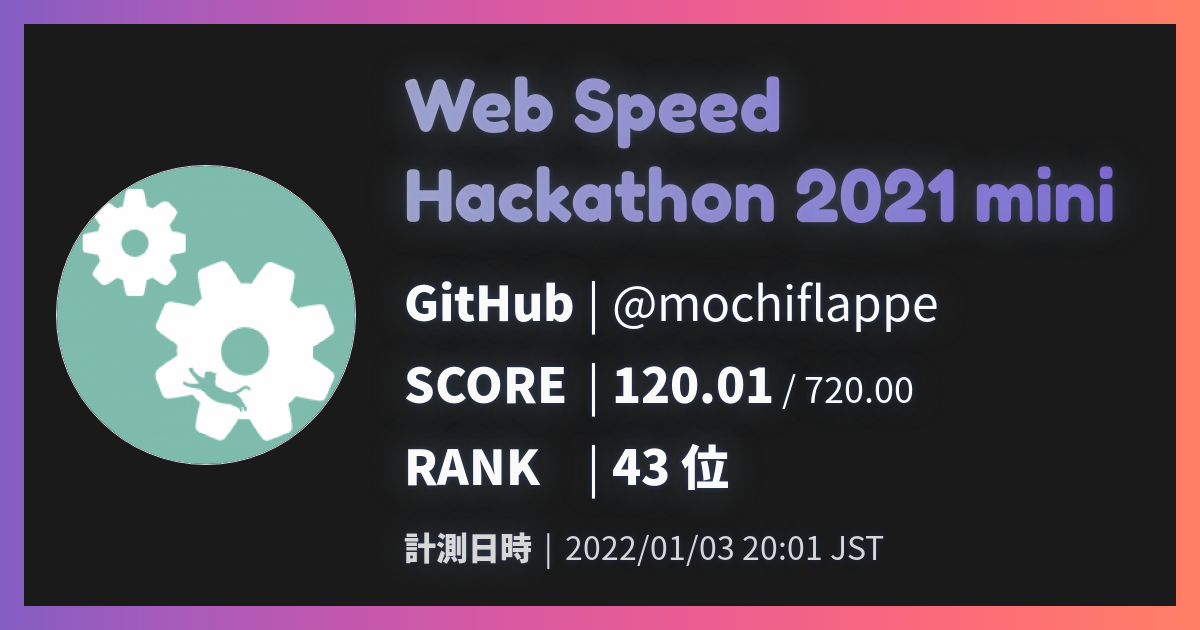 Web Speed
Hackathon 2021 mini
GitHub | @mochiflappe
SCORE | 120.01 / 720.00
RANK | 43 位
計測日時 | 2022/01/03 20:01 JST